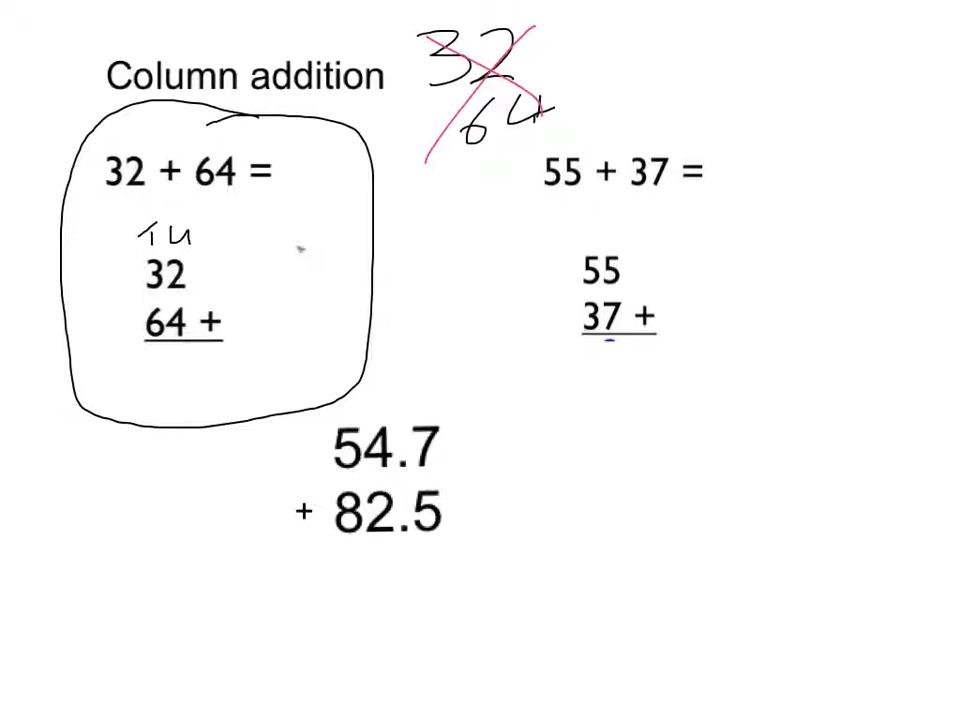 32
Column addition
64
32 + 64 =
55 + 37 =
T U
32
64 +
55
37 +
54.7
+ 82.5